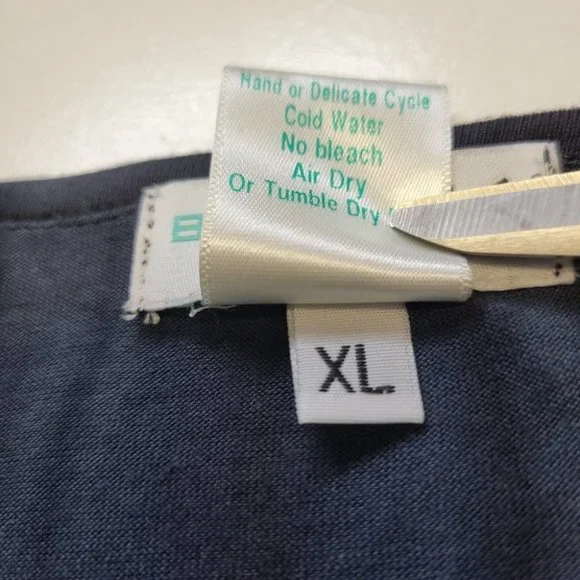 Hand or Delicate Cycle
Cold Water
No bleach
Air Dry
Or Tumble Dry
XL